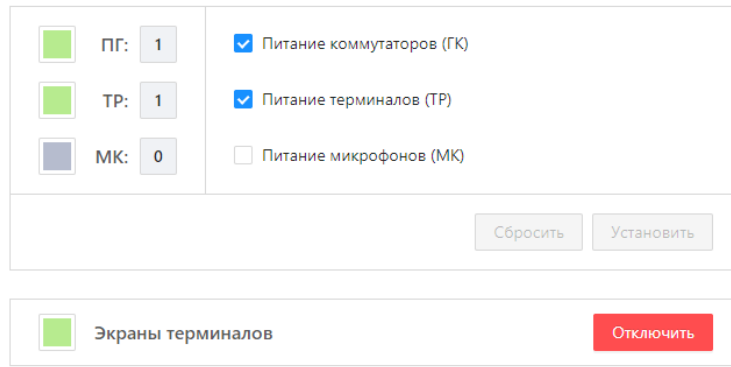 ПГ: 1 Питание коммутаторов (ГК)
ТР: 1 Питание терминалов (ТР)
МК: 0 Питание микрофонов (МК)
Сбросить Установить
Экраны терминалов Отключить